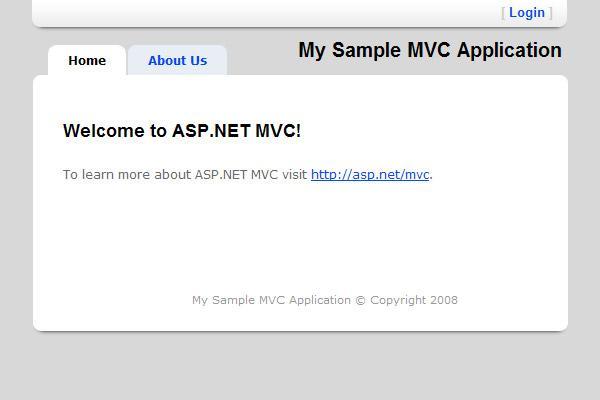 [ Login ]
My Sample MVC Application
Home
About Us
Welcome to ASP.NET MVC!
To learn more about ASP.NET MVC visit http://asp.net/mvc.
My Sample MVC Application © Copyright 2008